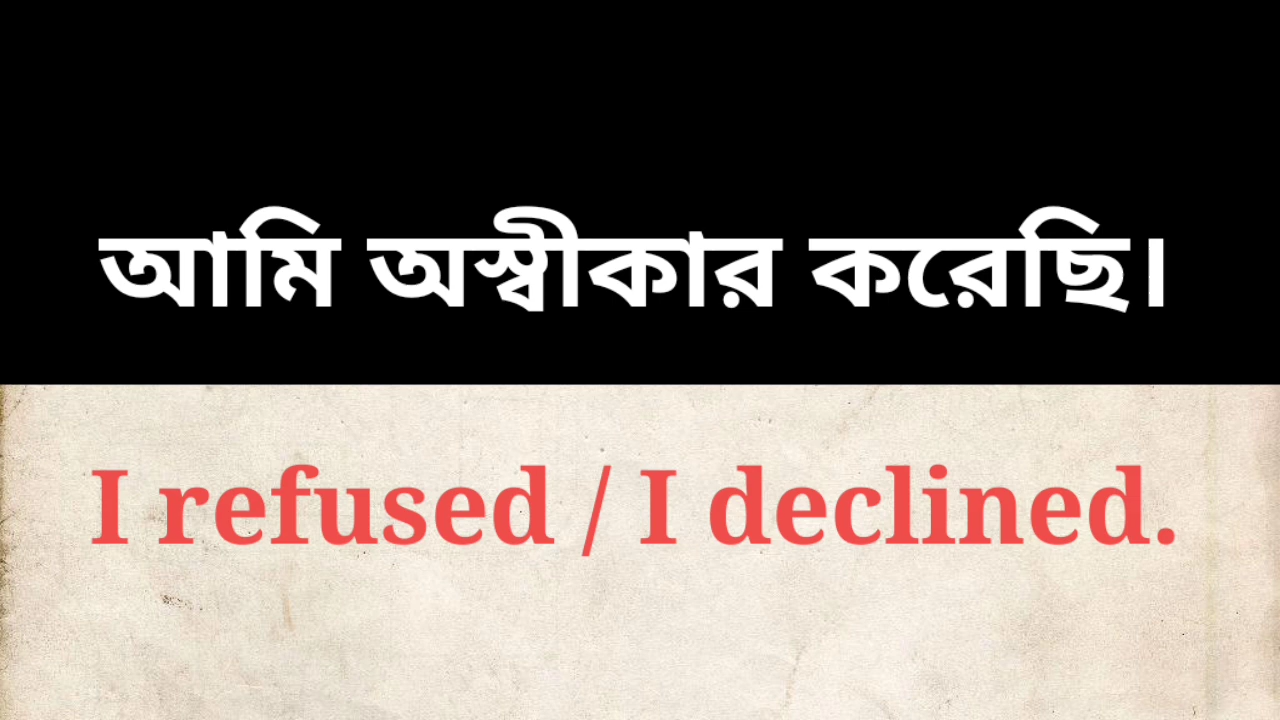 আমি অস্বীকার করেছি।
I refused / I declined.